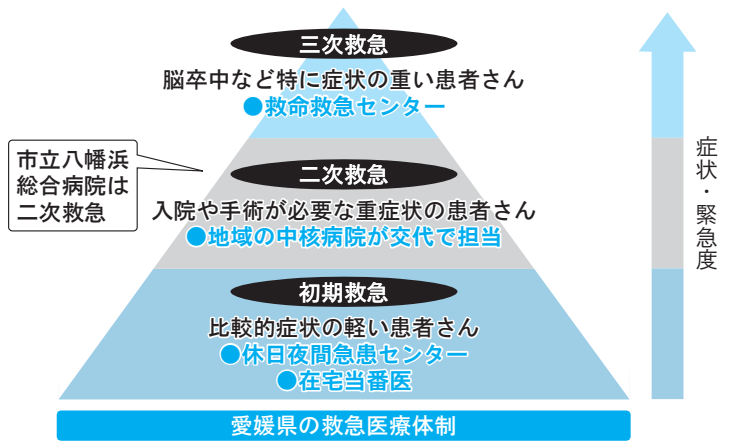 三次救急
脳卒中など特に症状の重い患者さん
●救命救急センター
市立八幡浜
総合病院は
二次救急
二次救急
入院や手術が必要な重症状の患者さん
●地域の中核病院が交代で担当
初期救急
比較的症状の軽い患者さん
●休日夜間急患センター
●在宅当番医
症状・緊急度
愛媛県の救急医療体制